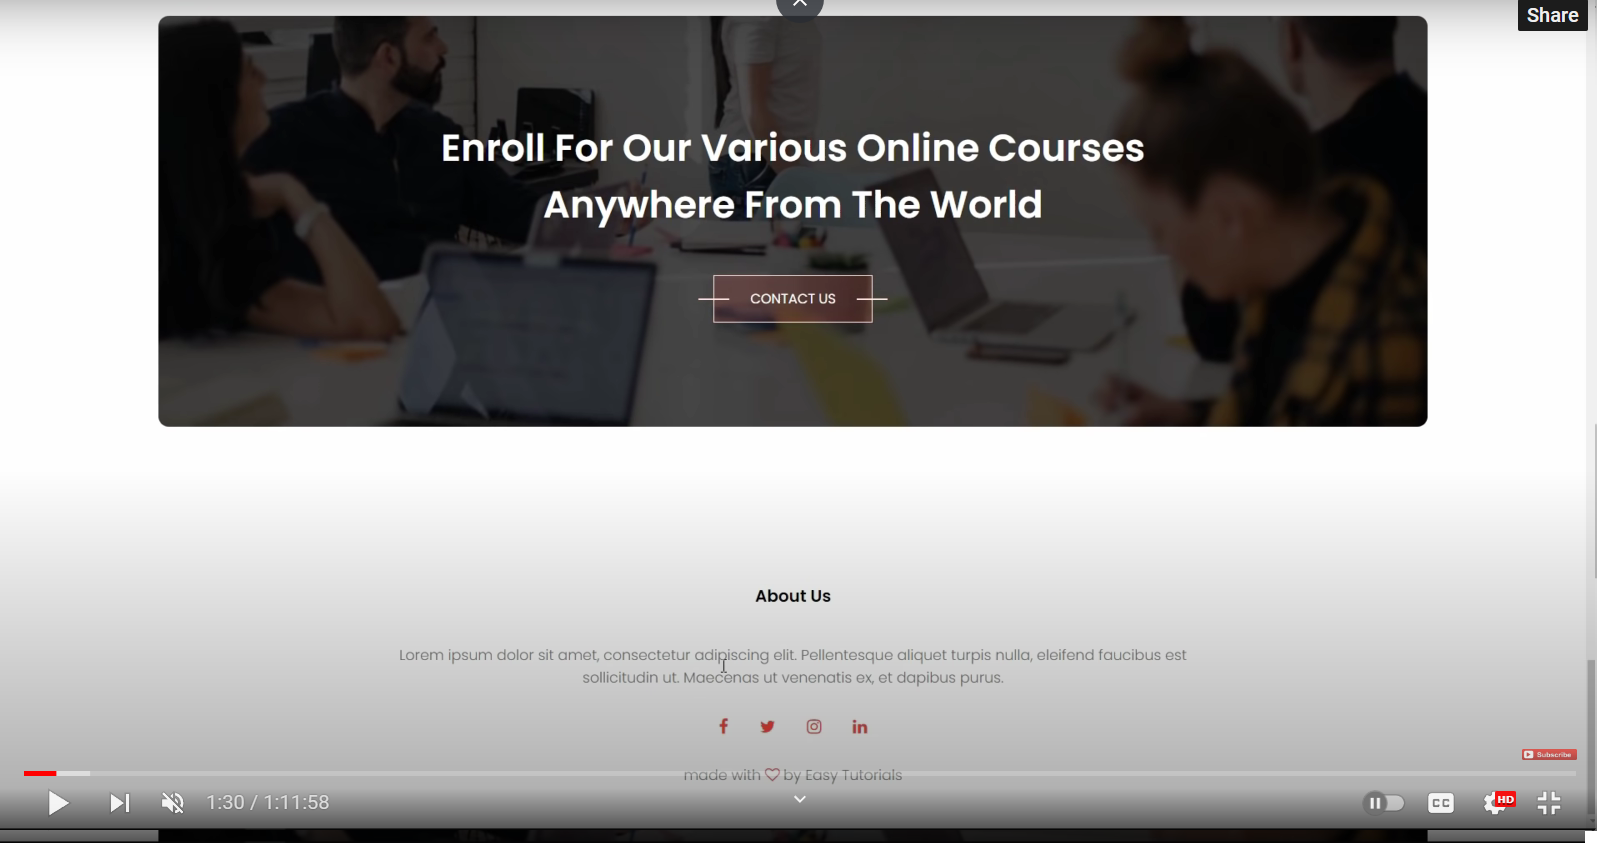 Share
Enroll For Our Various Online Courses
Anywhere From The World
CONTACT US
About Us
Lorem ipsum dolor sit amet, consectetur adipiscing elit. Pellentesque aliquet turpis nulla, eleifend faucibus est
sollicitudin ut. Maecenas ut venenatis ex, et dapibus purus.
Subscribe
made with ♡ by Easy Tutorials
1:30 / 1:11:58
CC
HD